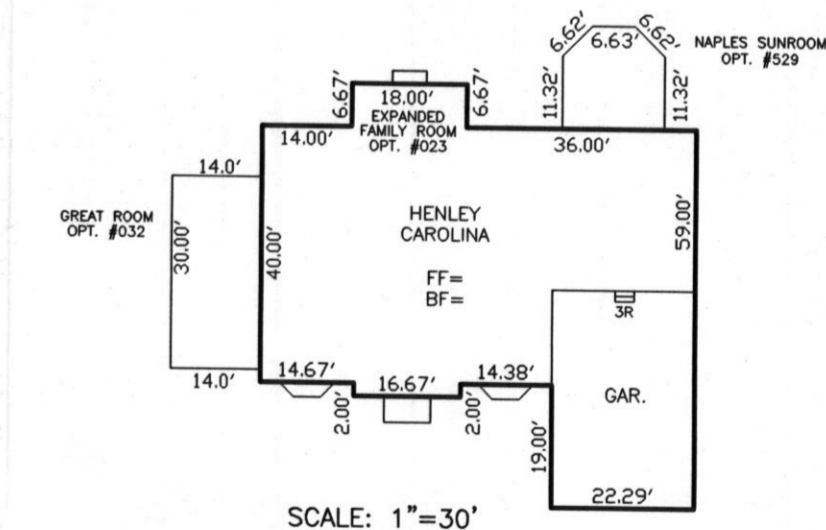 6.62'
6.63'
6.62'
NAPLES SUNROOM
OPT. #529
11.32'
11.32'
6.67'
18.00'
6.67'
EXPANDED
FAMILY ROOM
OPT. #023
14.00'
36.00'
14.0'
GREAT ROOM
OPT. #032
30.00'
40.00'
HENLEY
CAROLINA
59.00'
FF=
BF=
3R
14.67'
16.67'
14.38'
14.0'
2.00'
2.00'
GAR.
19.00'
22.29'
SCALE: 1"=30'